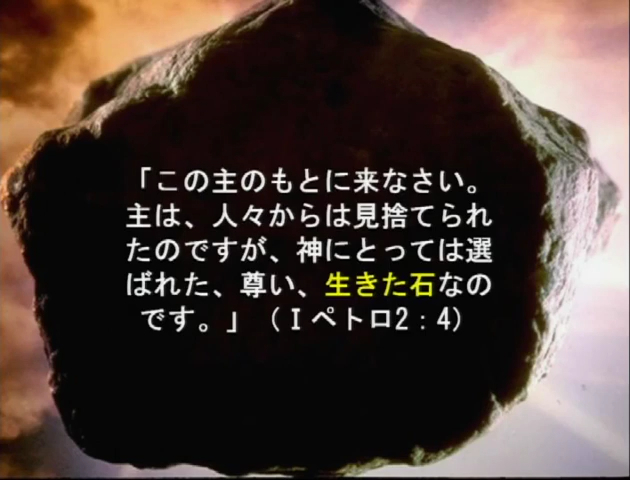 「この主のもとに来なさい。
主は、人々からは見捨てられ
たのですが、神にとっては選
ばれた、尊い、生きた石なの
です。」（Ⅰペトロ2：4）